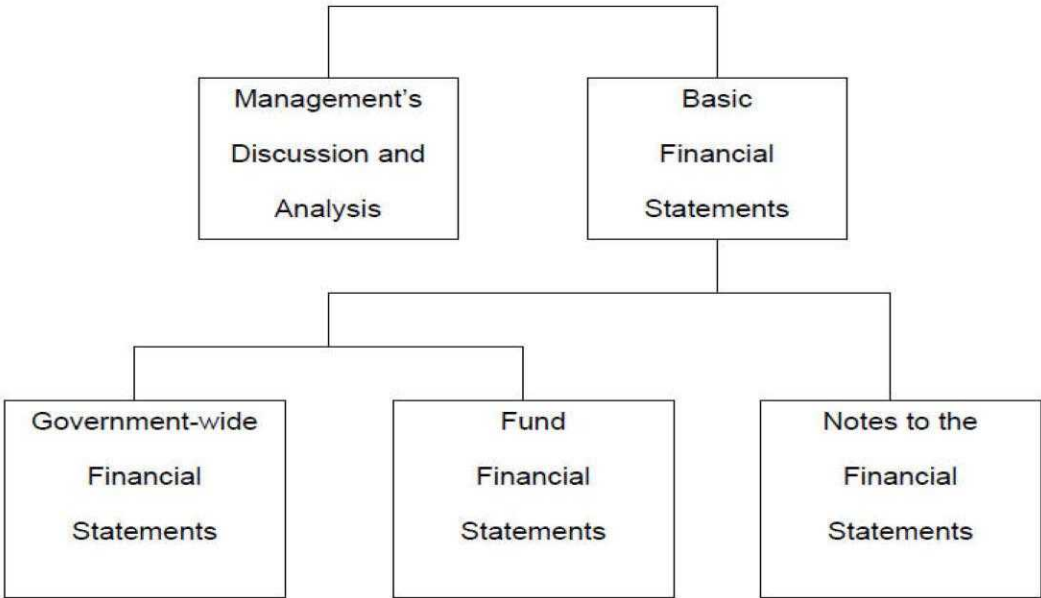 Management's
Discussion and
Analysis
Basic
Financial
Statements
Government-wide
Financial
Statements
Fund
Financial
Statements
Notes to the
Financial
Statements